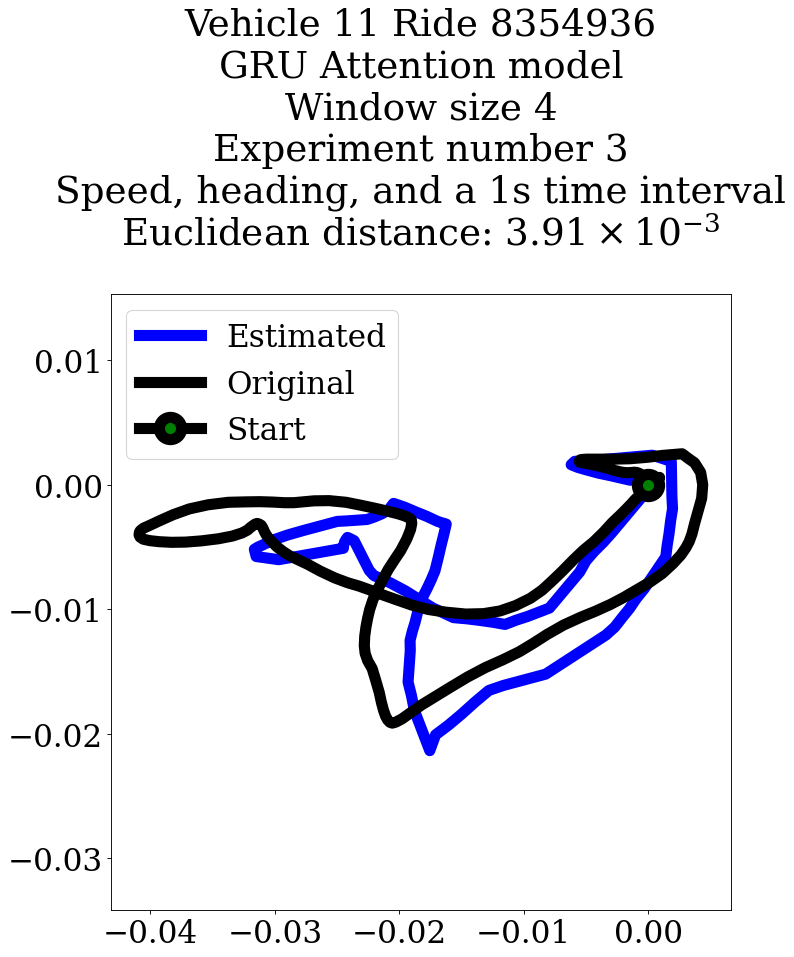 Vehicle 11 Ride 8354936
GRU Attention model
Window size 4
Experiment number 3
Speed, heading, and a 1s time interval
Euclidean distance: 3.91 × 10⁻³
Estimated
Original
Start
0.01
0.00
−0.01
−0.02
−0.03
−0.04
−0.03
−0.02
−0.01
0.00